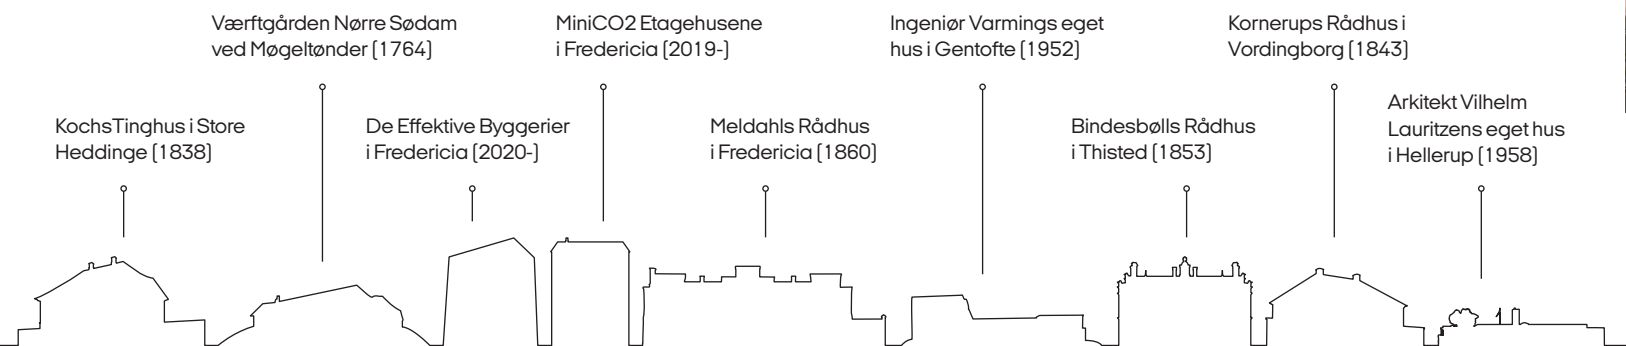 Værftgården Nørre Sødam
ved Møgeltønder (1764)
MiniCO2 Etagehusene
i Fredericia (2019-)
Ingeniør Varmings eget
hus i Gentofte (1952)
Kornerups Rådhus i
Vordingborg (1843)
KochsTinghus i Store
Heddinge (1838)
De Effektive Byggerier
i Fredericia (2020-)
Meldahls Rådhus
i Fredericia (1860)
Bindesbølls Rådhus
i Thisted (1853)
Arkitekt Vilhelm
Lauritzens eget hus
i Hellerup (1958)